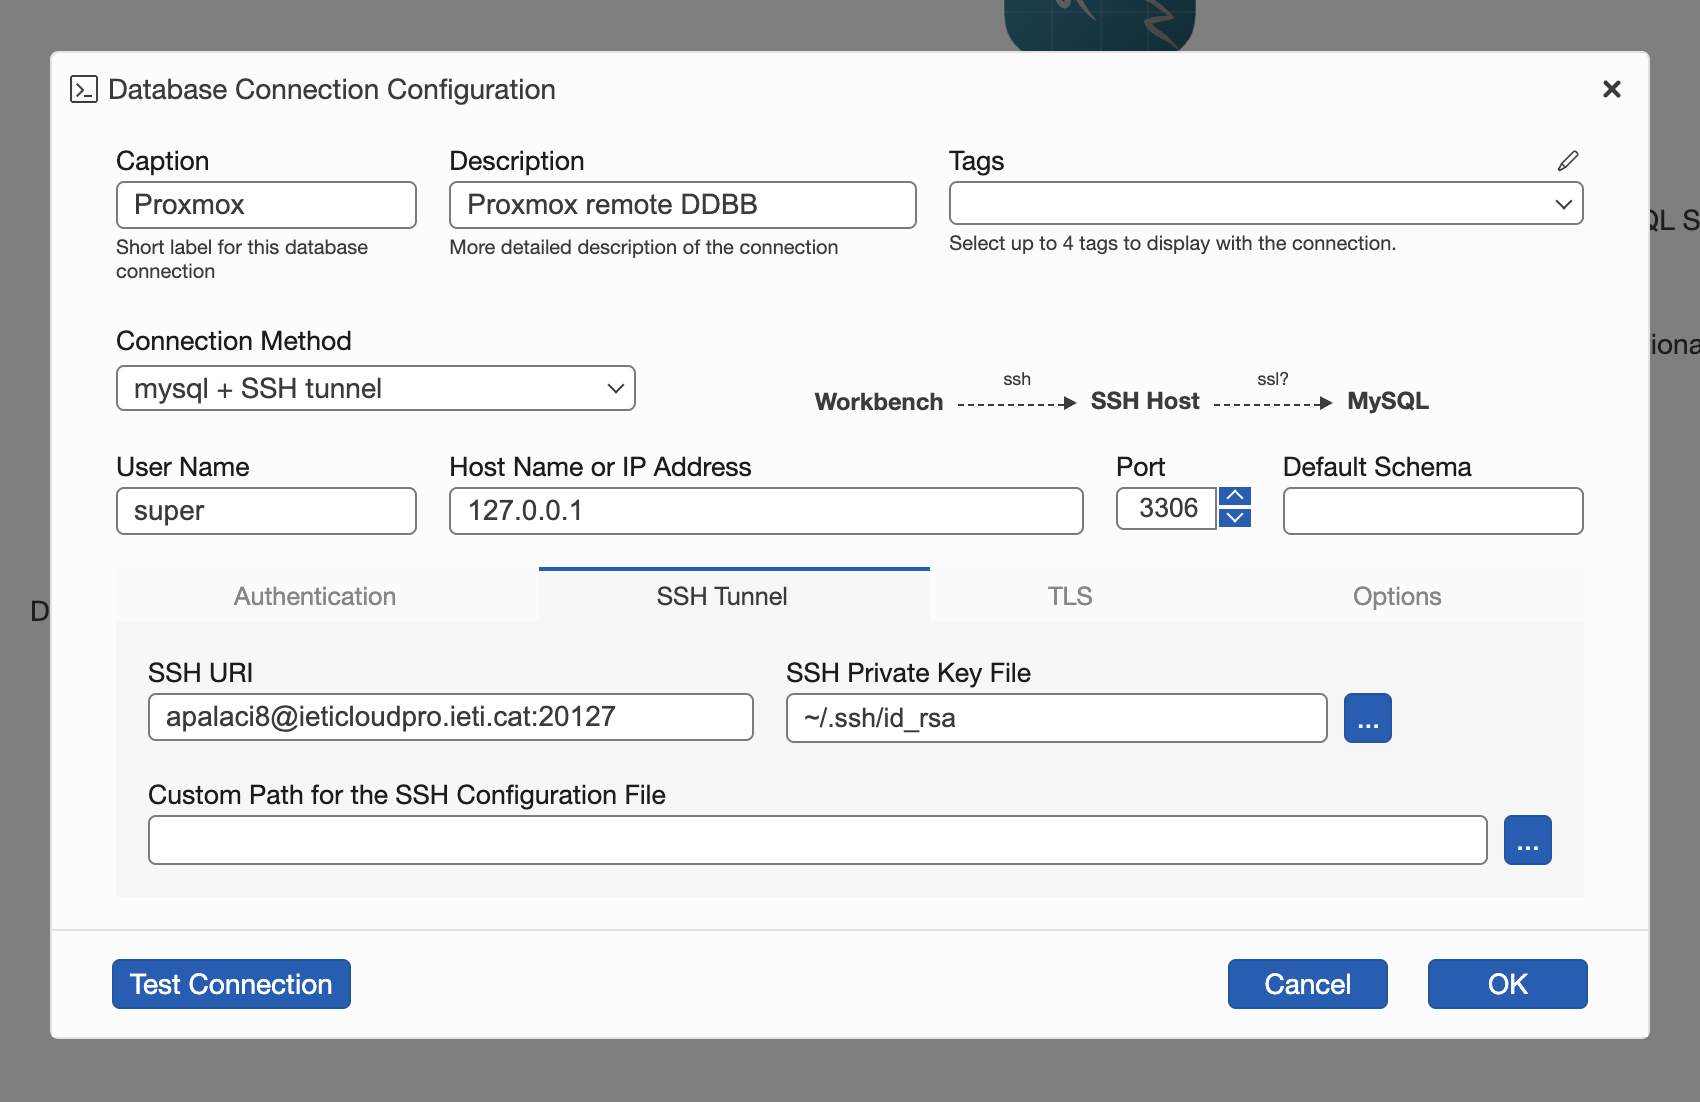 Database Connection Configuration
Caption
Description
Tags
Proxmox
Proxmox remote DDBB
Short label for this database
connection
More detailed description of the connection
Select up to 4 tags to display with the connection.
Connection Method
mysql + SSH tunnel
Workbench
ssh
SSH Host
ssl?
MySQL
User Name
Host Name or IP Address
Port
Default Schema
super
127.0.0.1
3306
Authentication
SSH Tunnel
TLS
Options
SSH URI
SSH Private Key File
apalaci8@ieticloudpro.ieti.cat:20127
~/.ssh/id_rsa
...
Custom Path for the SSH Configuration File
...
Test Connection
Cancel
OK